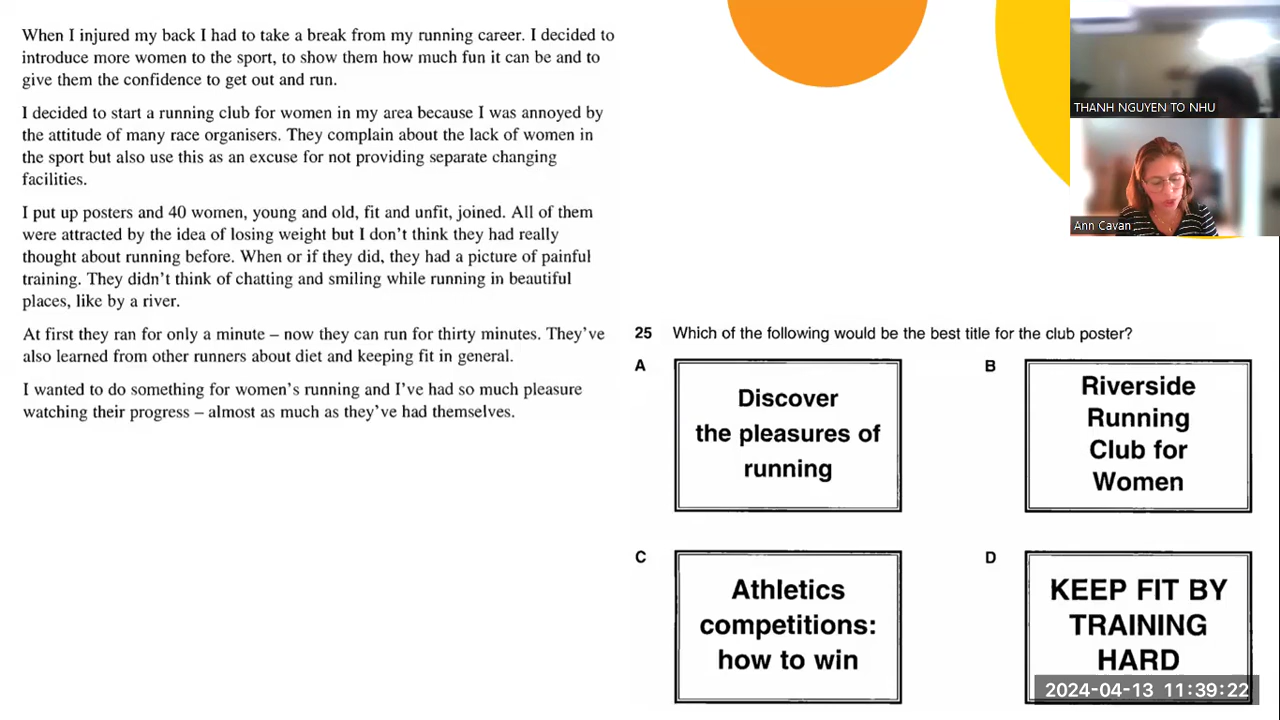 When I injured my back I had to take a break from my running career. I decided to
introduce more women to the sport, to show them how much fun it can be and to
give them the confidence to get out and run.
I decided to start a running club for women in my area because I was annoyed by
the attitude of many race organisers. They complain about the lack of women in
the sport but also use this as an excuse for not providing separate changing
facilities.
I put up posters and 40 women, young and old, fit and unfit, joined. All of them
were attracted by the idea of losing weight but I don't think they had really
thought about running before. When or if they did, they had a picture of painful
training. They didn't think of chatting and smiling while running in beautiful
places, like by a river.
At first they ran for only a minute – now they can run for thirty minutes. They've
also learned from other runners about diet and keeping fit in general.
I wanted to do something for women's running and I've had so much pleasure
watching their progress – almost as much as they've had themselves.
THANH NGUYEN TO NHU
Ann Cavan
25 Which of the following would be the best title for the club poster?
A
Discover
the pleasures of
running
B
Riverside
Running
Club for
Women
C
Athletics
competitions:
how to win
D
KEEP FIT BY
TRAINING
HARD
2024-04-13 11:39:22